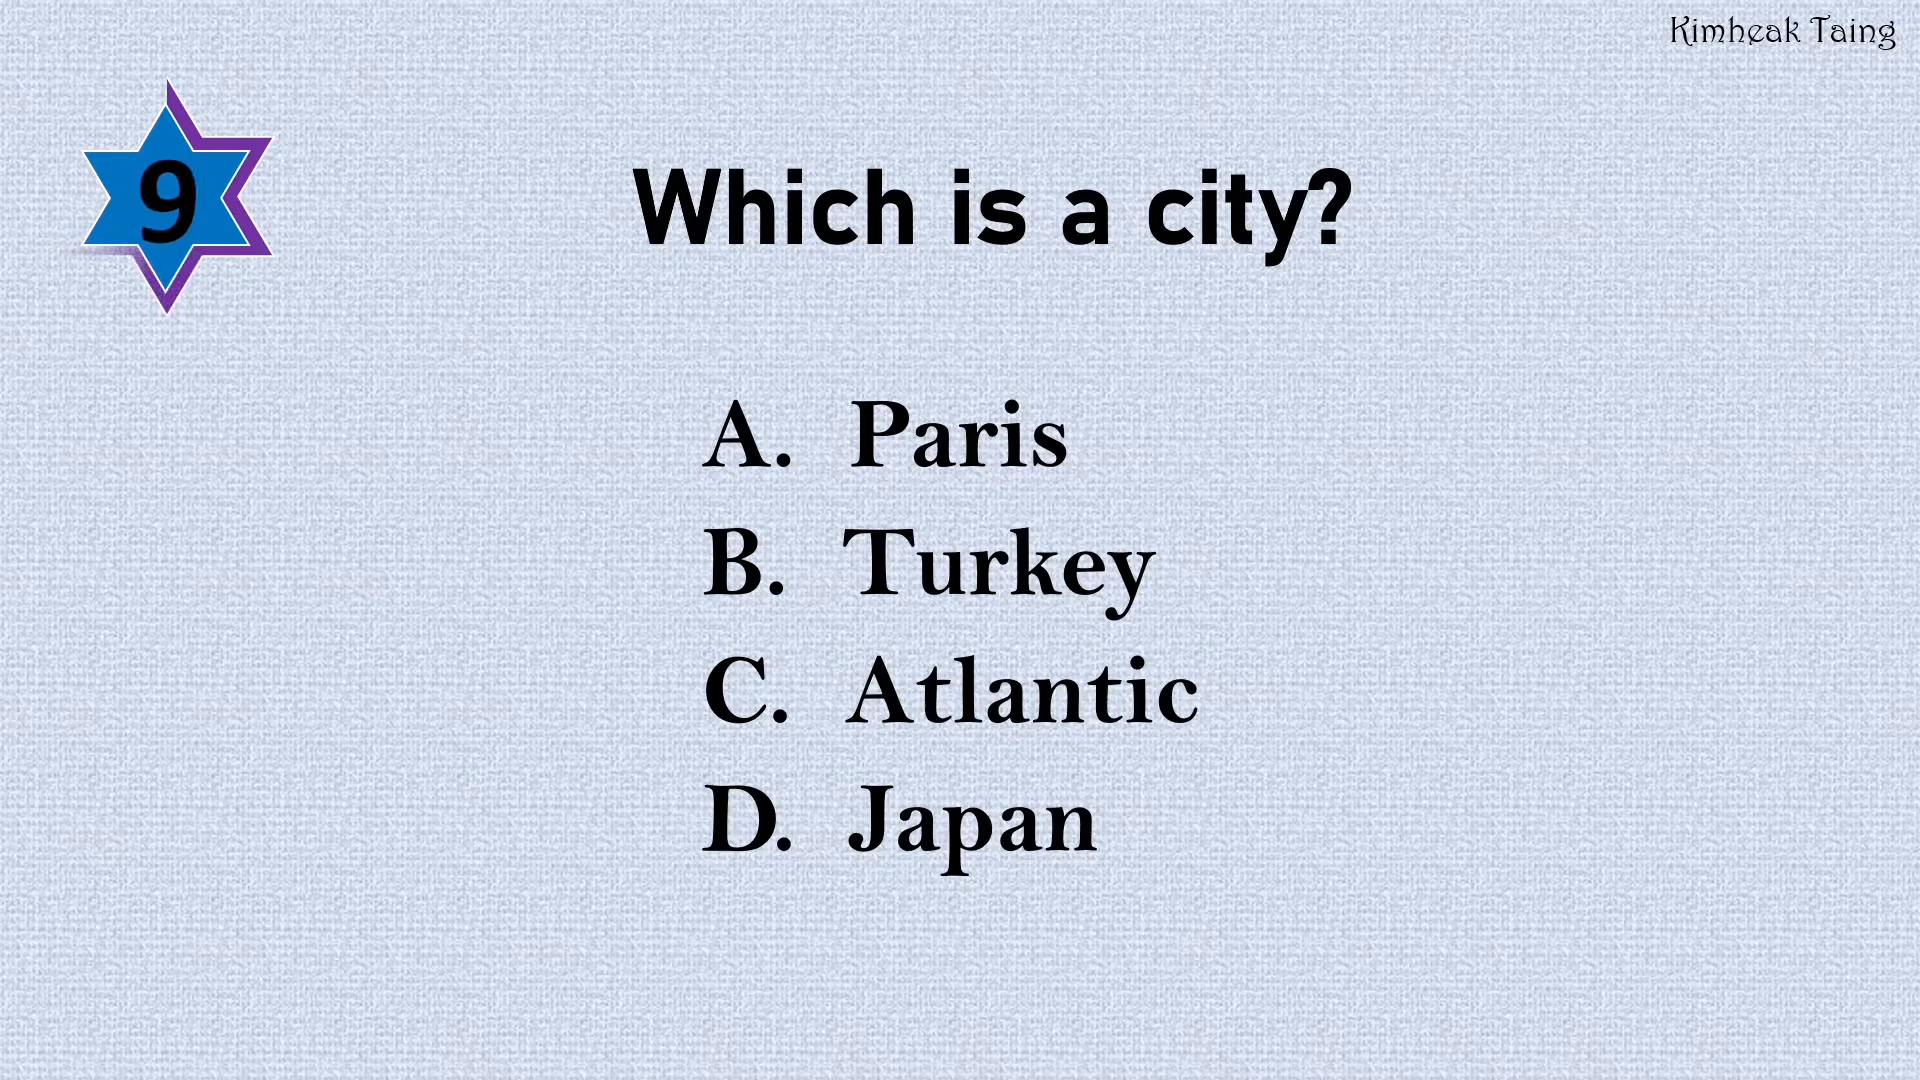 Kimheak Taing
9
Which is a city?
A. Paris
B. Turkey
C. Atlantic
D. Japan